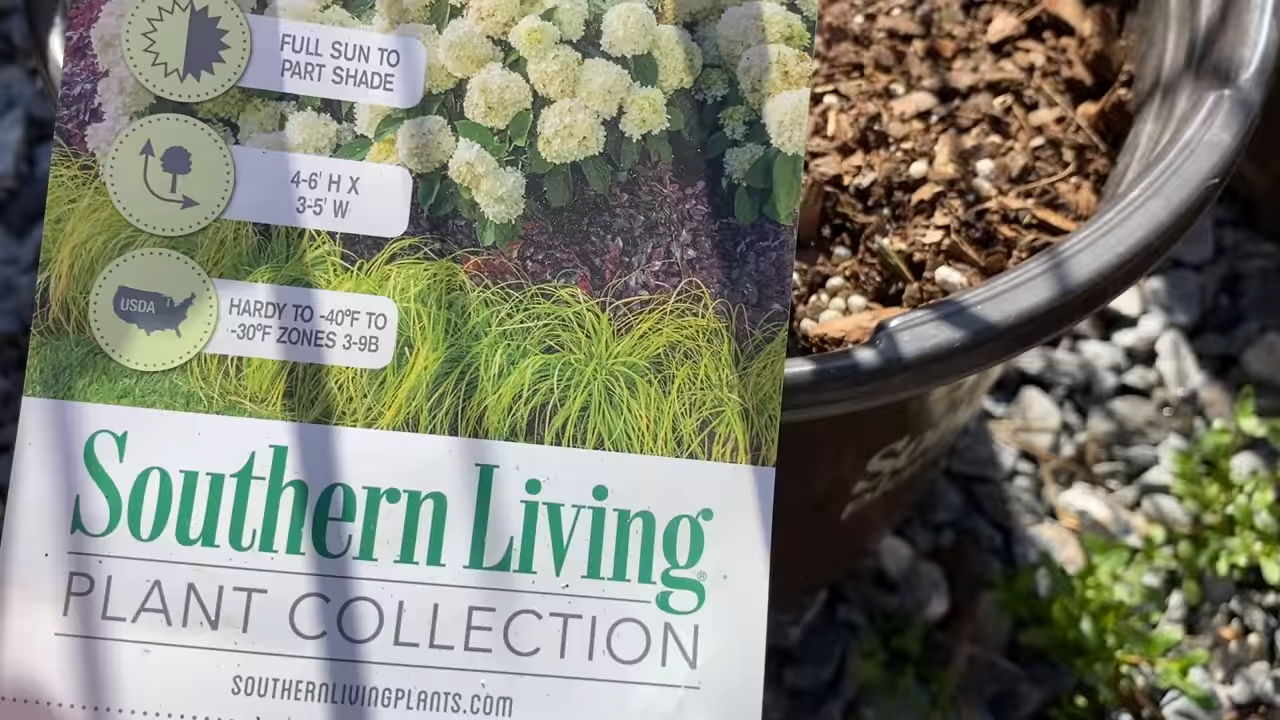 FULL SUN TO
PART SHADE
4-6' H X
3-5' W
USDA
HARDY TO -40°F TO
-30°F ZONES 3-9B
Southern Living®
PLANT COLLECTION
SOUTHERNLIVINGPLANTS.COM